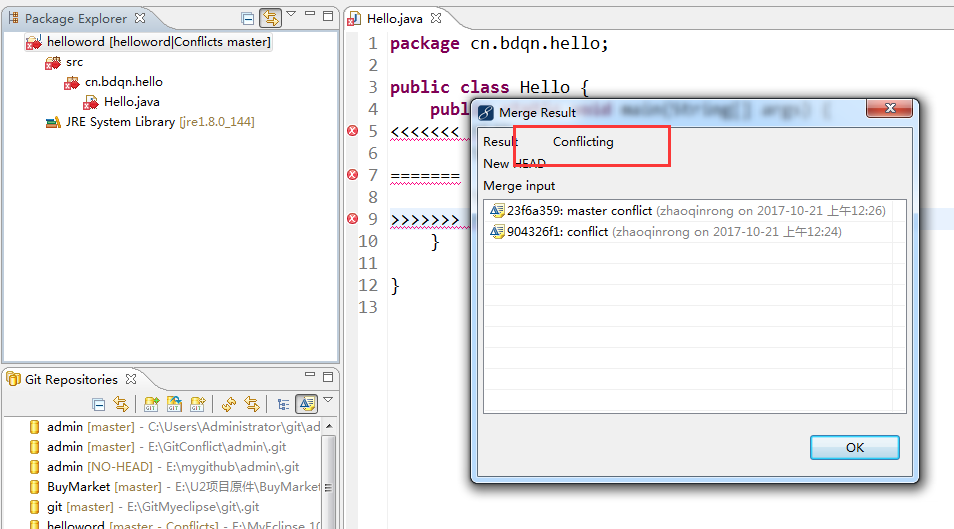 Package Explorer
helloword [helloword|Conflicts master]
src
cn.bdqn.hello
Hello.java
JRE System Library [jre1.8.0_144]
Hello.java
1 package cn.bdqn.hello;
2
3 public class Hello {
4 void main(String[] args) {
5 <<<<<<<
6
7 =======
8
9 >>>>>>>
10 }
11
12 }
13
Merge Result
Result Conflicting
New HEAD
Merge input
23f6a359: master conflict (zhaoqinrong on 2017-10-21 上午12:26)
904326f1: conflict (zhaoqinrong on 2017-10-21 上午12:24)
OK
Git Repositories
GIT GIT GIT
admin [master] - C:\Users\Administrator\git\ad
admin [master] - E:\GitConflict\admin\.git
admin [NO-HEAD] - E:\mygithub\admin\.git
BuyMarket [master] - E:\U2项目原件\BuyMarket
git [master] - E:\GitMyeclipse\git\.git
helloword [master - Conflicts] - E:\MyEclipse 10